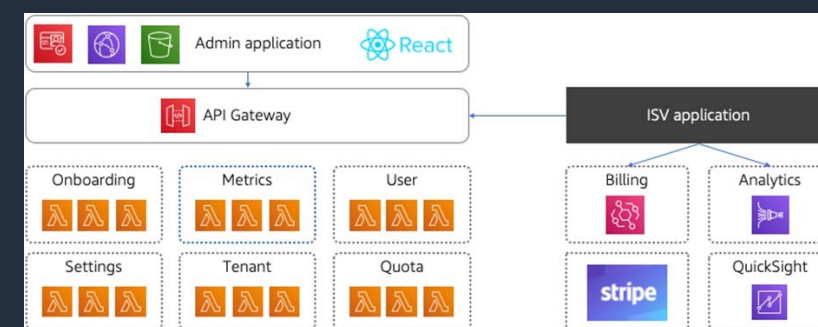 Admin application
React
API Gateway
ISV application
Onboarding
Metrics
User
Billing
Analytics
Settings
Tenant
Quota
stripe
QuickSight